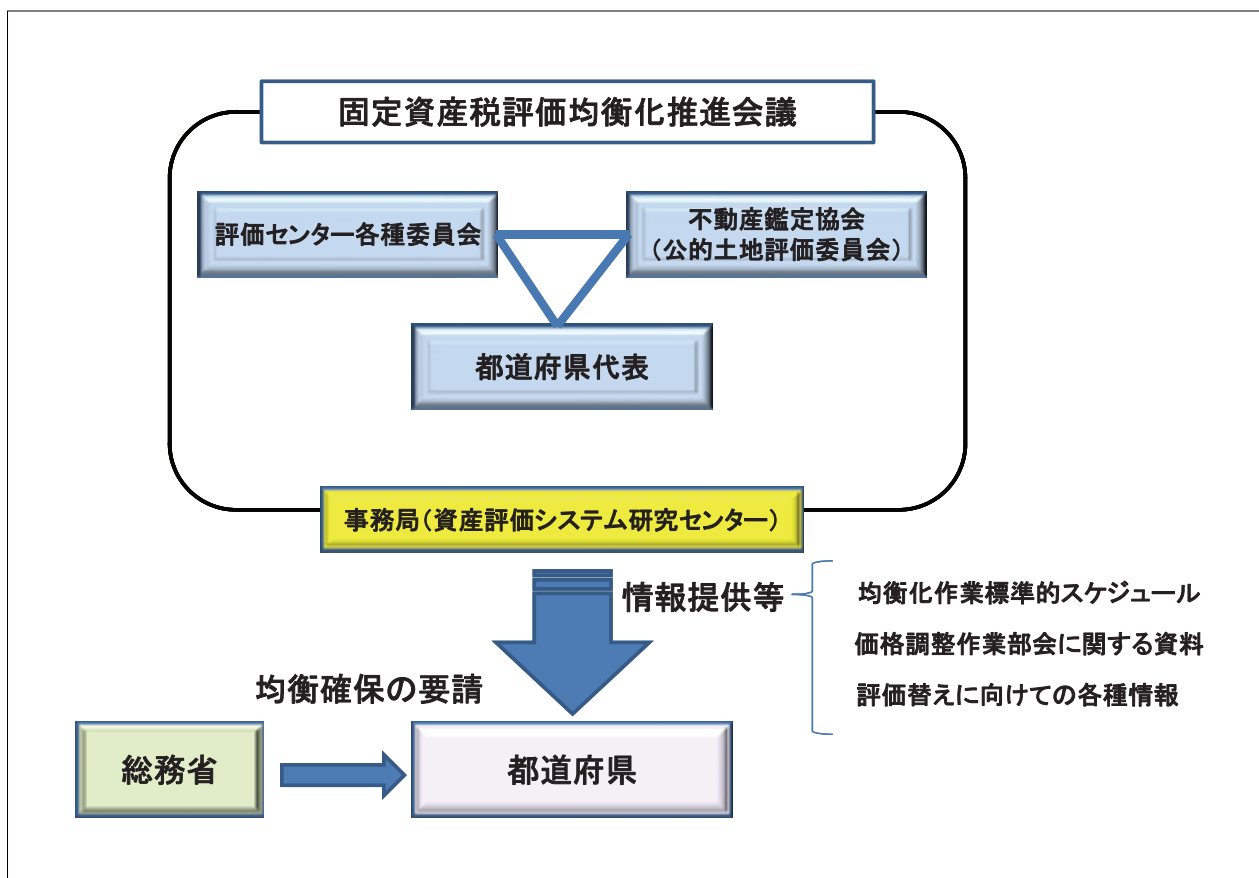 固定資産税評価均衡化推進会議
評価センター各種委員会
不動産鑑定協会
（公的土地評価委員会）
都道府県代表
事務局（資産評価システム研究センター）
情報提供等
均衡化作業標準的スケジュール
価格調整作業部会に関する資料
評価替えに向けての各種情報
均衡確保の要請
総務省
都道府県